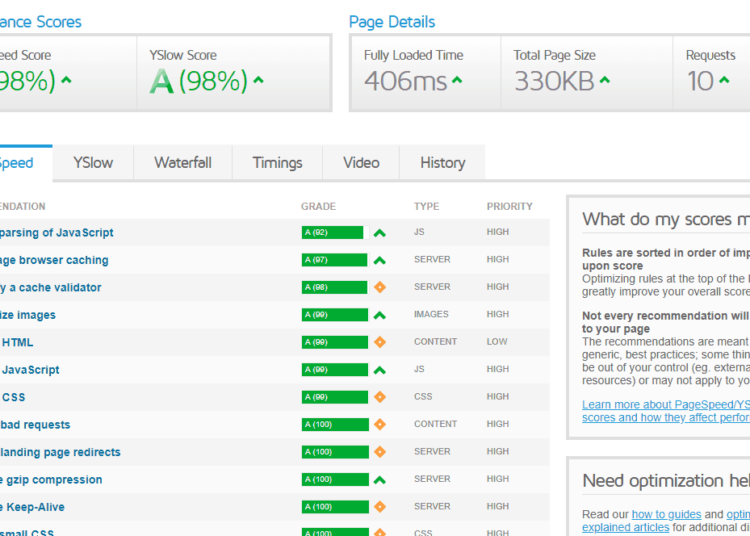 ance Scores
Page Details
eed Score
YSlow Score
Fully Loaded Time
Total Page Size
Requests
98%)
A (98%)
406ms
330KB
10
Speed
YSlow
Waterfall
Timings
Video
History
ENDATION
GRADE
TYPE
PRIORITY
parsing of JavaScript
A (92)
JS
HIGH
age browser caching
A (97)
SERVER
HIGH
y a cache validator
A (98)
SERVER
HIGH
ize images
A (99)
IMAGES
HIGH
HTML
A (99)
CONTENT
LOW
JavaScript
A (99)
JS
HIGH
CSS
A (99)
CSS
HIGH
bad requests
A (100)
CONTENT
HIGH
landing page redirects
A (100)
SERVER
HIGH
e gzip compression
A (100)
SERVER
HIGH
e Keep-Alive
A (100)
SERVER
HIGH
small CSS
A (100)
CSS
HIGH
What do my scores m
Rules are sorted in order of imp
upon score
Optimizing rules at the top of the l
greatly improve your overall score
Not every recommendation will
to your page
The recommendations are meant
generic, best practices; some thin
be out of your control (eg. externa
resources) or may not apply to yo
Learn more about PageSpeed/YS
scores and how they affect perfor
Need optimization hel
Read our how to guides and optim
explained articles for additional di